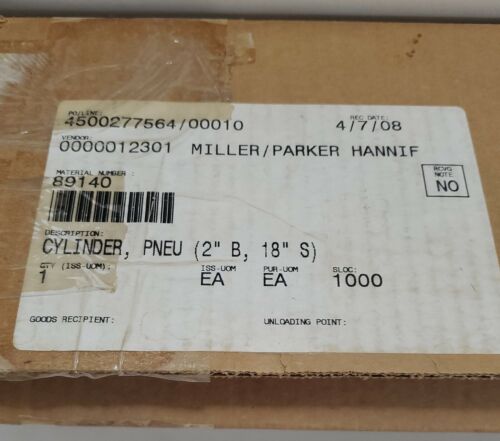 PO/LINE: REC DATE:
4500277564/00010 4/7/08
VENDOR:
0000012301 MILLER/PARKER HANNIF
MATERIAL NUMBER :
89140
RCVG
NOTE
NO
DESCRIPTION:
CYLINDER, PNEU (2" B, 18" S)
QTY (ISS-UOM): ISS-UOM PUR-UOM SLOC:
1 EA EA 1000
GOODS RECIPIENT: UNLOADING POINT: